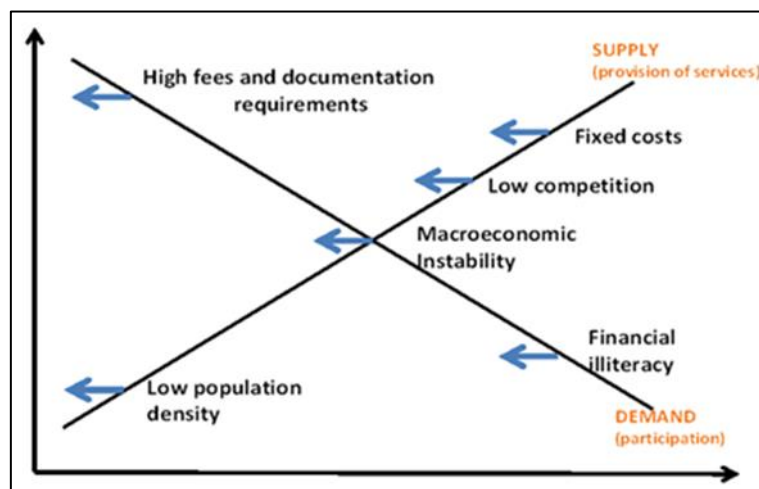 SUPPLY
(provision of services)
High fees and documentation
requirements
Fixed costs
Low competition
Macroeconomic
Instability
Financial
illiteracy
Low population
density
DEMAND
(participation)